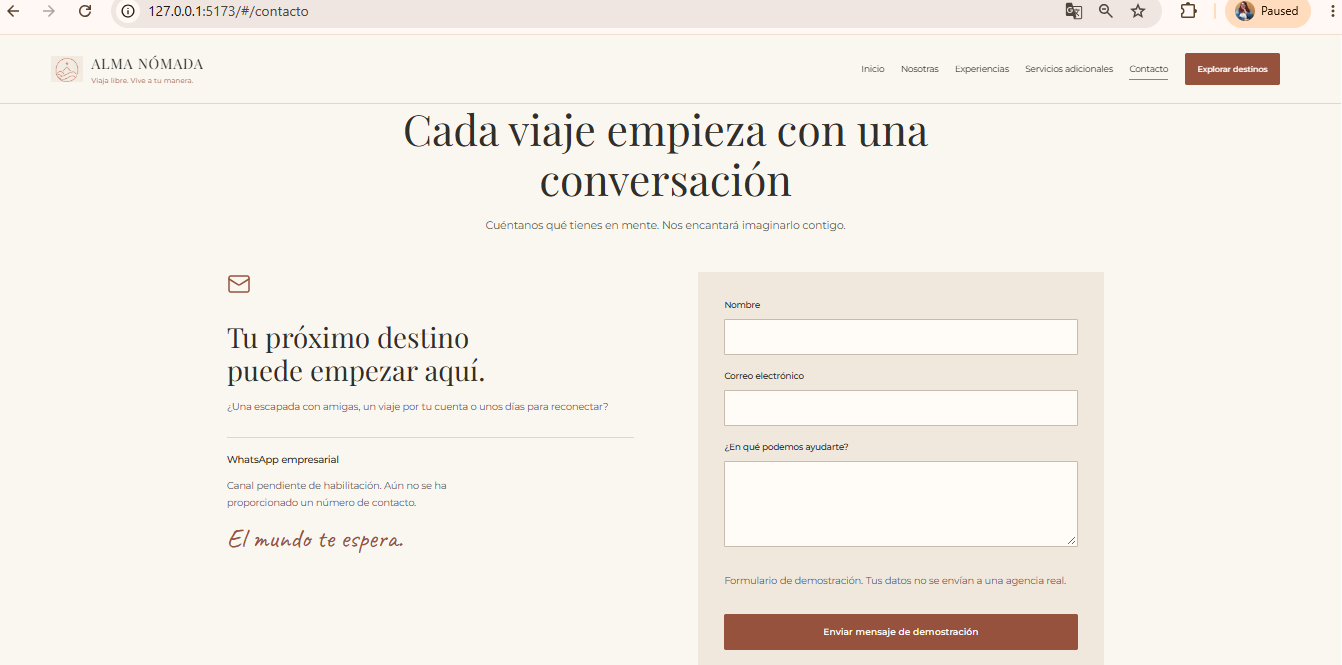 127.0.0.1:5173/#/contacto
Paused
ALMA NÓMADA
Viaja libre. Vive a tu manera.
Inicio
Nosotras
Experiencias
Servicios adicionales
Contacto
Explorar destinos
Cada viaje empieza con una
conversación
Cuéntanos qué tienes en mente. Nos encantará imaginarlo contigo.
Tu próximo destino
puede empezar aquí.
¿Una escapada con amigas, un viaje por tu cuenta o unos días para reconectar?
WhatsApp empresarial
Canal pendiente de habilitación. Aún no se ha
proporcionado un número de contacto.
El mundo te espera.
Nombre
Correo electrónico
¿En qué podemos ayudarte?
Formulario de demostración. Tus datos no se envían a una agencia real.
Enviar mensaje de demostración